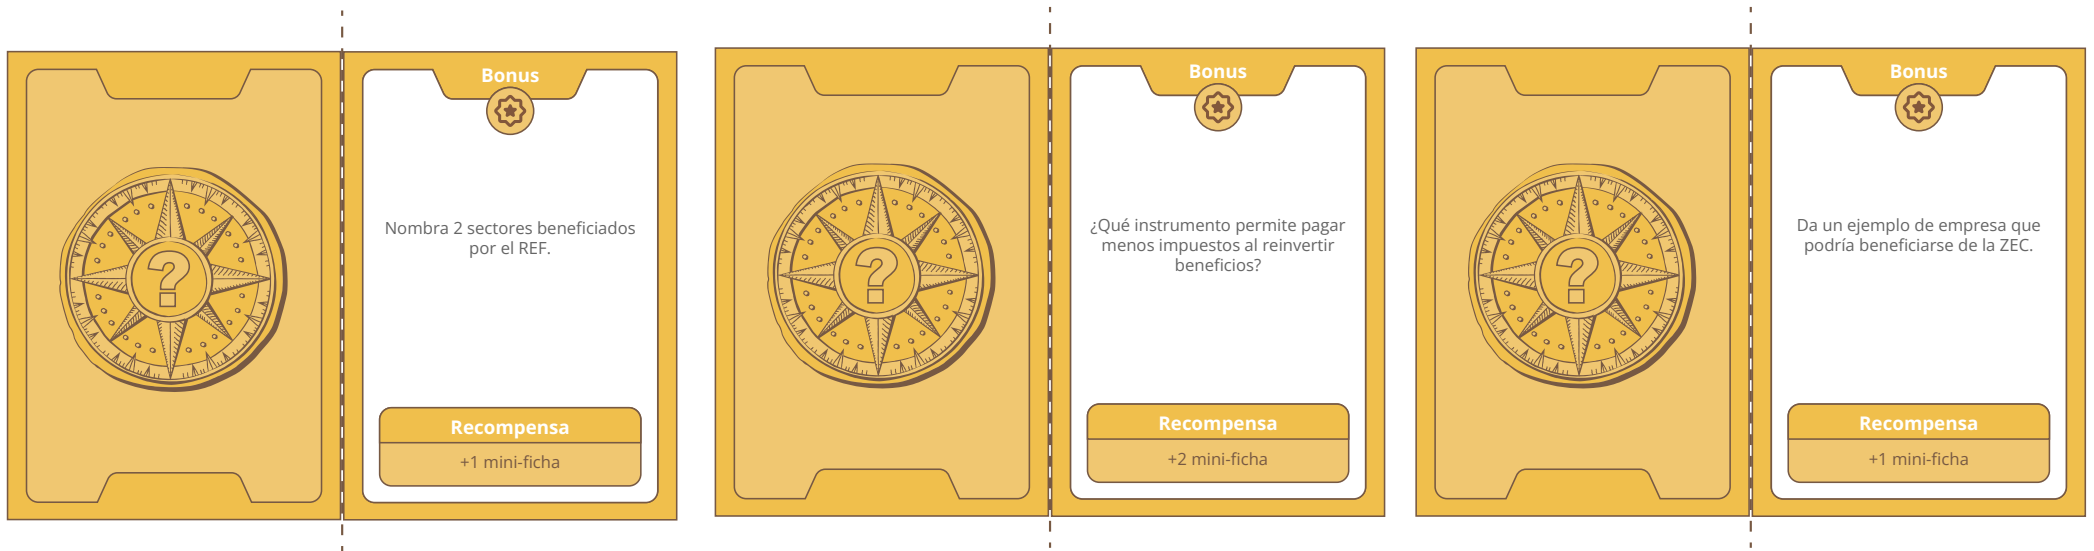 Bonus
Nombra 2 sectores beneficiados
por el REF.
Recompensa
+1 mini-ficha
Bonus
¿Qué instrumento permite pagar
menos impuestos al reinvertir
beneficios?
Recompensa
+2 mini-ficha
Bonus
Da un ejemplo de empresa que
podría beneficiarse de la ZEC.
Recompensa
+1 mini-ficha